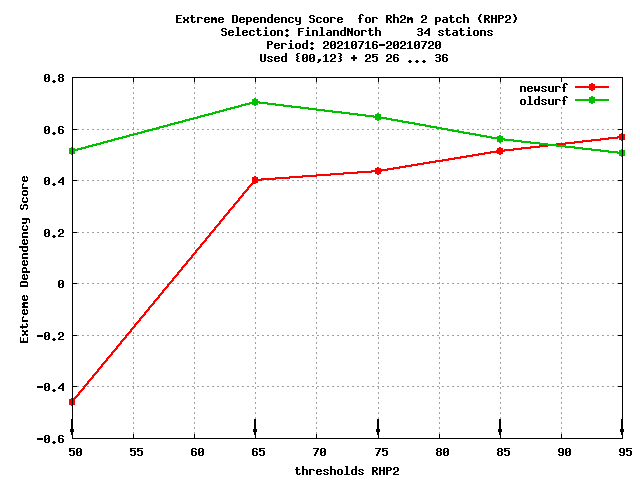 Extreme Dependency Score  for Rh2m 2 patch (RHP2)
Selection: FinlandNorth     34 stations
Period: 20210716-20210720
Used {00,12} + 25 26 ... 36
newsurf
oldsurf
Extreme Dependency Score
0.8
0.6
0.4
0.2
0
-0.2
-0.4
-0.6
50 55 60 65 70 75 80 85 90 95
thresholds RHP2